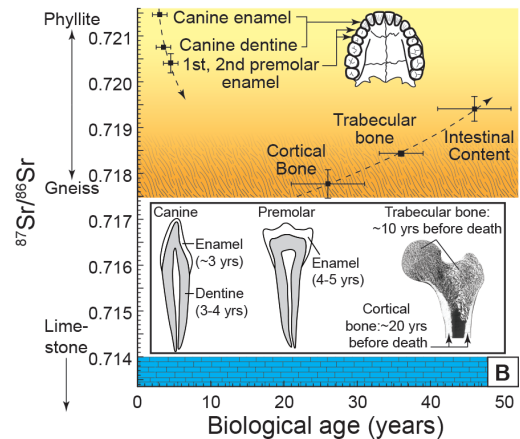 Phyllite
0.721
0.720
0.719
0.718
Gneiss
0.717
0.716
0.715
Lime-
stone
0.714
87Sr/86Sr
Canine enamel
Canine dentine
1st, 2nd premolar
enamel
Trabecular
bone
Cortical
Bone
Intestinal
Content
Canine
Enamel
(~3 yrs)
Dentine
(3-4 yrs)
Premolar
Enamel
(4-5 yrs)
Trabecular bone:
~10 yrs before death
Cortical
bone:~20 yrs
before death
B
0 10 20 30 40 50
Biological age (years)